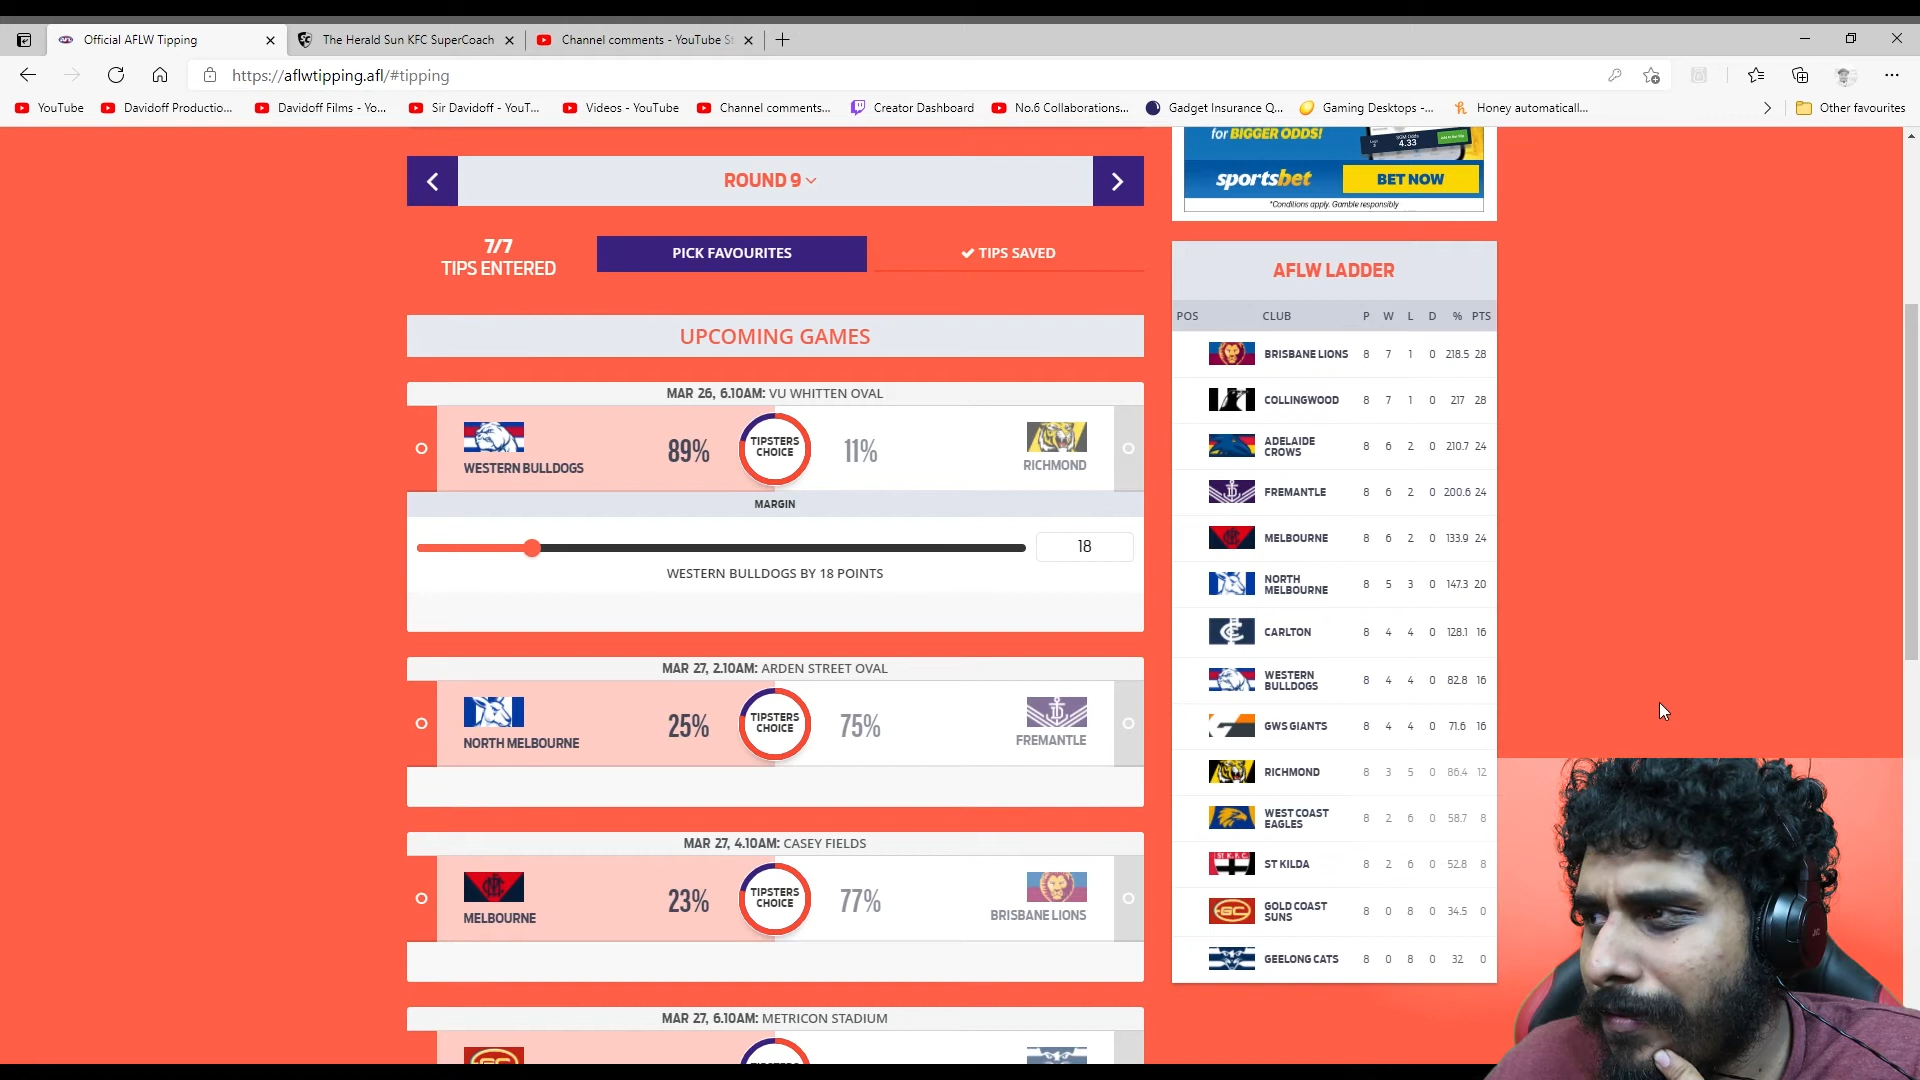 Official AFLW Tipping
The Herald Sun KFC SuperCoach
Channel comments - YouTube St
https://aflwtipping.afl/#tipping
YouTube
Davidoff Productio...
Davidoff Films - Yo...
Sir Davidoff - YouT...
Videos - YouTube
Channel comments...
Creator Dashboard
No.6 Collaborations...
Gadget Insurance Q...
Gaming Desktops -...
Honey automaticall...
Other favourites
ROUND 9
7/7
TIPS ENTERED
PICK FAVOURITES
TIPS SAVED
UPCOMING GAMES
MAR 26, 6.10AM: VU WHITTEN OVAL
WESTERN BULLDOGS
89%
TIPSTERS
CHOICE
11%
RICHMOND
MARGIN
18
WESTERN BULLDOGS BY 18 POINTS
MAR 27, 2.10AM: ARDEN STREET OVAL
NORTH MELBOURNE
25%
TIPSTERS
CHOICE
75%
FREMANTLE
MAR 27, 4.10AM: CASEY FIELDS
MELBOURNE
23%
TIPSTERS
CHOICE
77%
BRISBANE LIONS
MAR 27, 6.10AM: METRICON STADIUM
for BIGGER ODDS!
4.33
sportsbet
BET NOW
*Conditions apply. Gamble responsibly
AFLW LADDER
POS CLUB P W L D % PTS
BRISBANE LIONS 8 7 1 0 218.5 28
COLLINGWOOD 8 7 1 0 217 28
ADELAIDE
CROWS 8 6 2 0 210.7 24
FREMANTLE 8 6 2 0 200.6 24
MELBOURNE 8 6 2 0 133.9 24
NORTH
MELBOURNE 8 5 3 0 147.3 20
CARLTON 8 4 4 0 128.1 16
WESTERN
BULLDOGS 8 4 4 0 82.8 16
GWS GIANTS 8 4 4 0 71.6 16
RICHMOND 8 3 5 0 86.4 12
WEST COAST
EAGLES 8 2 6 0 58.7 8
ST KILDA 8 2 6 0 52.8 8
GOLD COAST
SUNS 8 0 8 0 34.5 0
GEELONG CATS 8 0 8 0 32 0